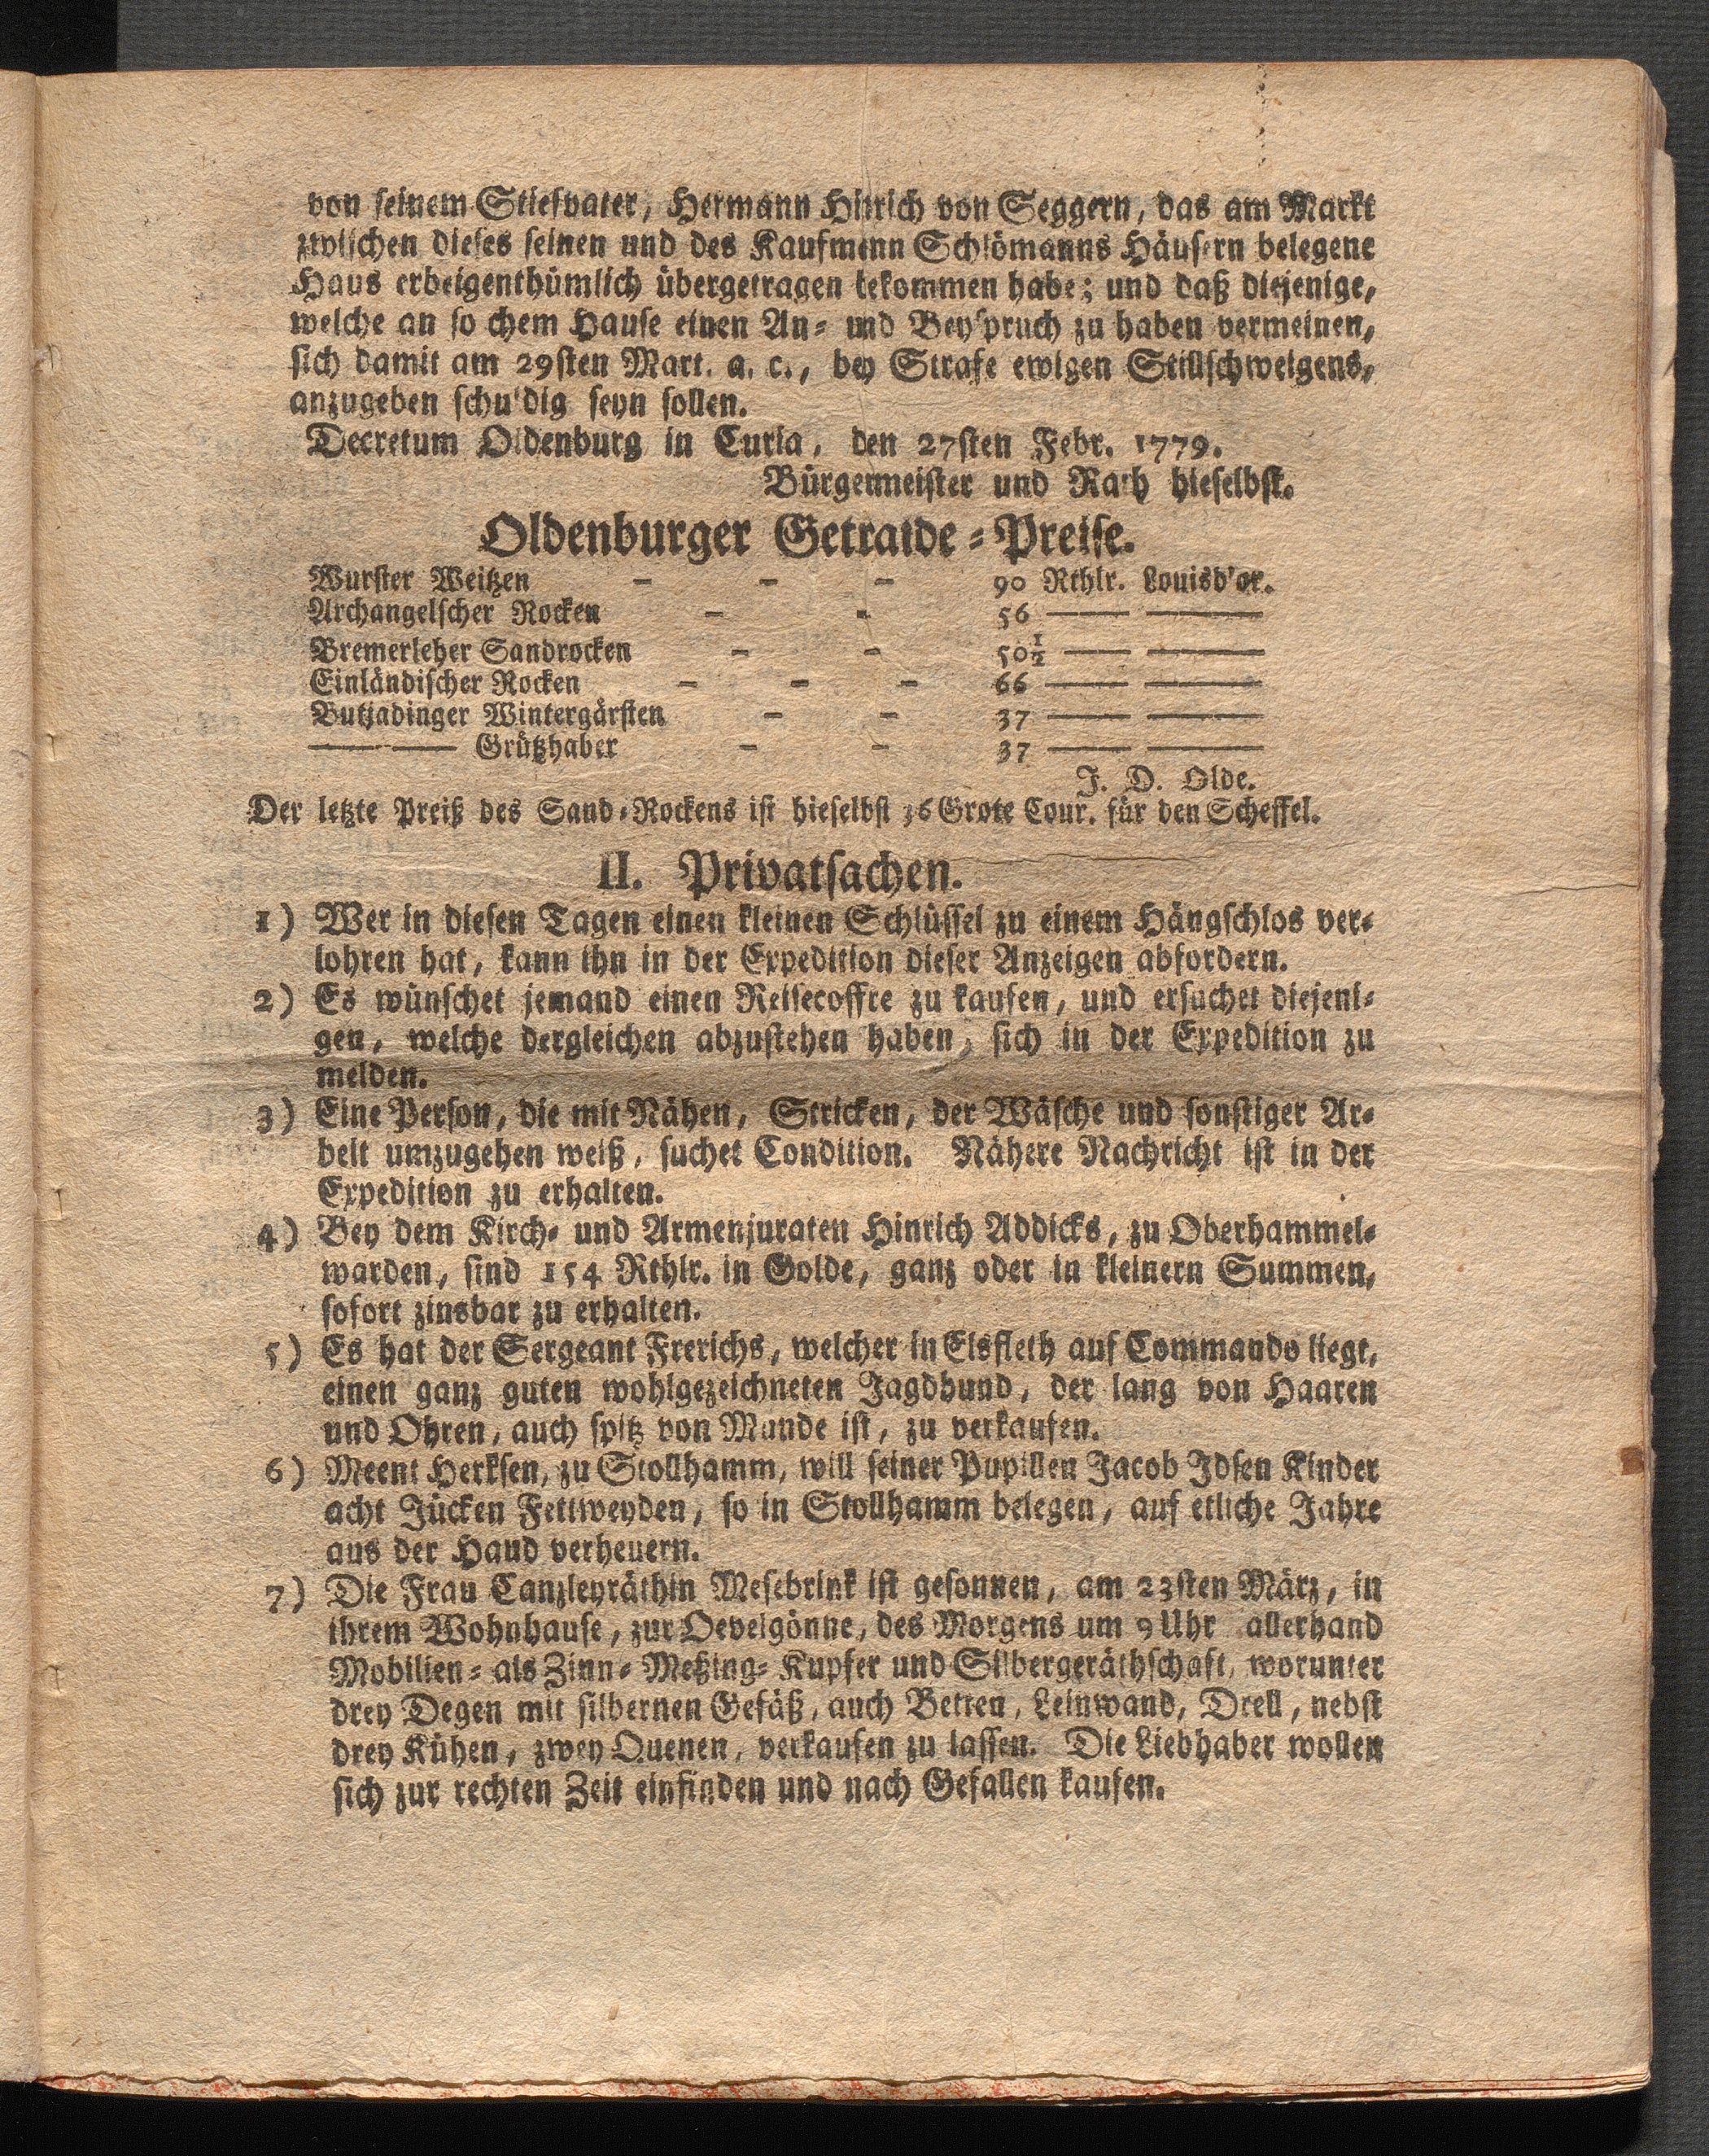 von seinem Stiefvater, Hermann Hinrich von Seggern, das am Markt
zwischen dieses seinen und des Kaufmann Schlömanns Häusern belegene
Haus erbeigenthümlich übergetragen bekommen habe; und daß diejenige,
welche an so chem Hause einen An- und Beyspruch zu haben vermeinen,
sich damit am 29sten Mart. a. c., bey Strafe ewigen Stillschweigens,
anzugeben schuldig seyn sollen.
Decretum Oldenburg in Curia, den 27sten Febr. 1779.
Bürgermeister und Rath hieselbst.
Oldenburger Getraide-Preise.
Wurster Weitzen - - - 90 Rthlr. Louisd'or.
Archangelscher Rocken - - 56 — —
Bremerleher Sandrocken - - 50½ — —
Einländischer Rocken - - - 66 — —
Butjadinger Wintergärsten - - 37 — —
— — Grützhaber - - 37 — —
J. D. Olde.
Der letzte Preiß des Sand-Rockens ist hieselbst 36 Grote Cour. für den Scheffel.
II. Privatsachen.
1) Wer in diesen Tagen einen kleinen Schlüssel zu einem Hängschlos ver-
lohren hat, kann ihn in der Expedition dieser Anzeigen abfordern.
2) Es wünschet jemand einen Reisecoffre zu kaufen, und ersuchet diejeni-
gen, welche dergleichen abzustehen haben, sich in der Expedition zu
melden.
3) Eine Person, die mit Nähen, Stricken, der Wäsche und sonstiger Ar-
beit umzugehen weiß, suchet Condition. Nähere Nachricht ist in der
Expedition zu erhalten.
4) Bey dem Kirch- und Armenjuraten Hinrich Addicks, zu Oberhammel-
warden, sind 154 Rthlr. in Golde, ganz oder in kleinern Summen,
sofort zinsbar zu erhalten.
5) Es hat der Sergeant Frerichs, welcher in Elsfleth auf Commando liegt,
einen ganz guten wohlgezeichneten Jagdhund, der lang von Haaren
und Ohren, auch spitz von Munde ist, zu verkaufen.
6) Meent Herksen, zu Stollhamm, will seiner Pupillen Jacob Idsen Kinder
acht Jücken Fettweyden, so in Stollhamm belegen, auf etliche Jahre
aus der Hand verheuern.
7) Die Frau Canzleyräthin Mesebrink ist gesonnen, am 23sten März, in
ihrem Wohnhause, zur Oevelgönne, des Morgens um 9 Uhr allerhand
Mobilien- als Zinn- Meßing- Kupfer und Silbergeräthschaft, worunter
drey Degen mit silbernen Gefäß, auch Betten, Leinwand, Drell, nebst
drey Kühen, zwey Quenen, verkaufen zu lassen. Die Liebhaber wollen
sich zur rechten Zeit einfinden und nach Gefallen kaufen.